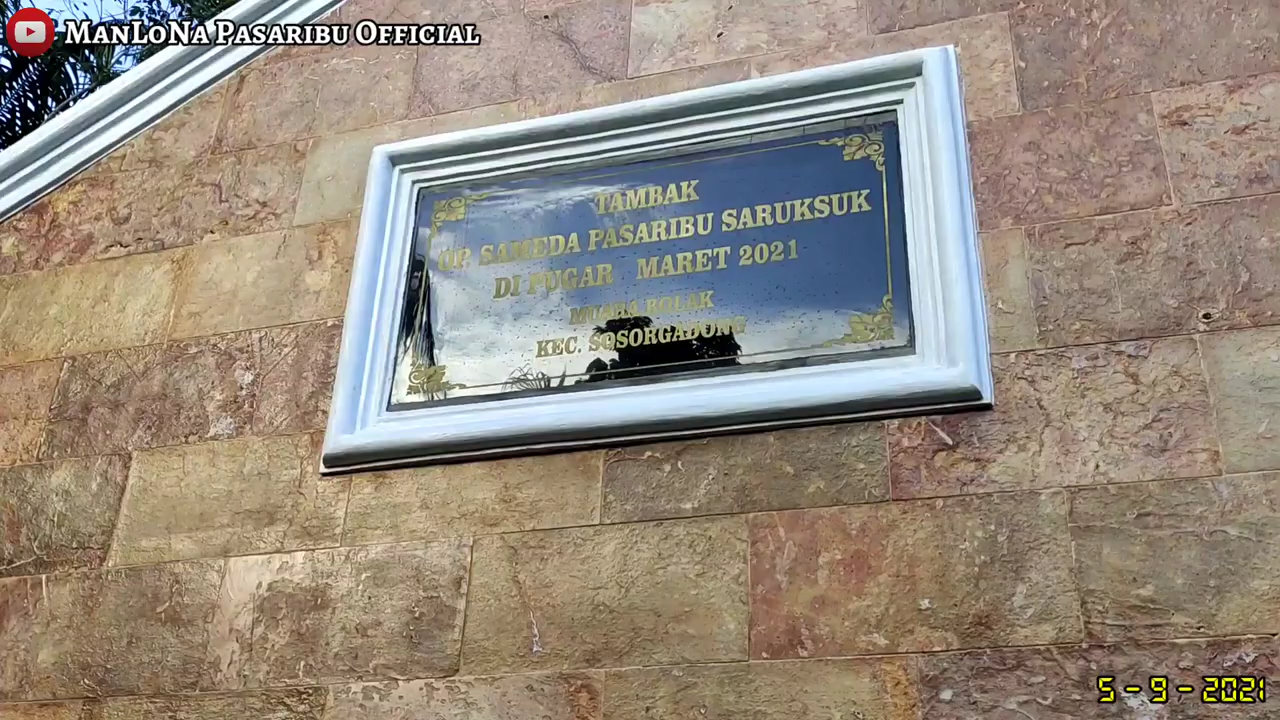 ManLoNa Pasaribu Official
TAMBAK
OP. SAMEDA PASARIBU SARUKSUK
DI PUGAR MARET 2021
MUARA BOLAK
KEC. SOSORGADONG
5-9-2021